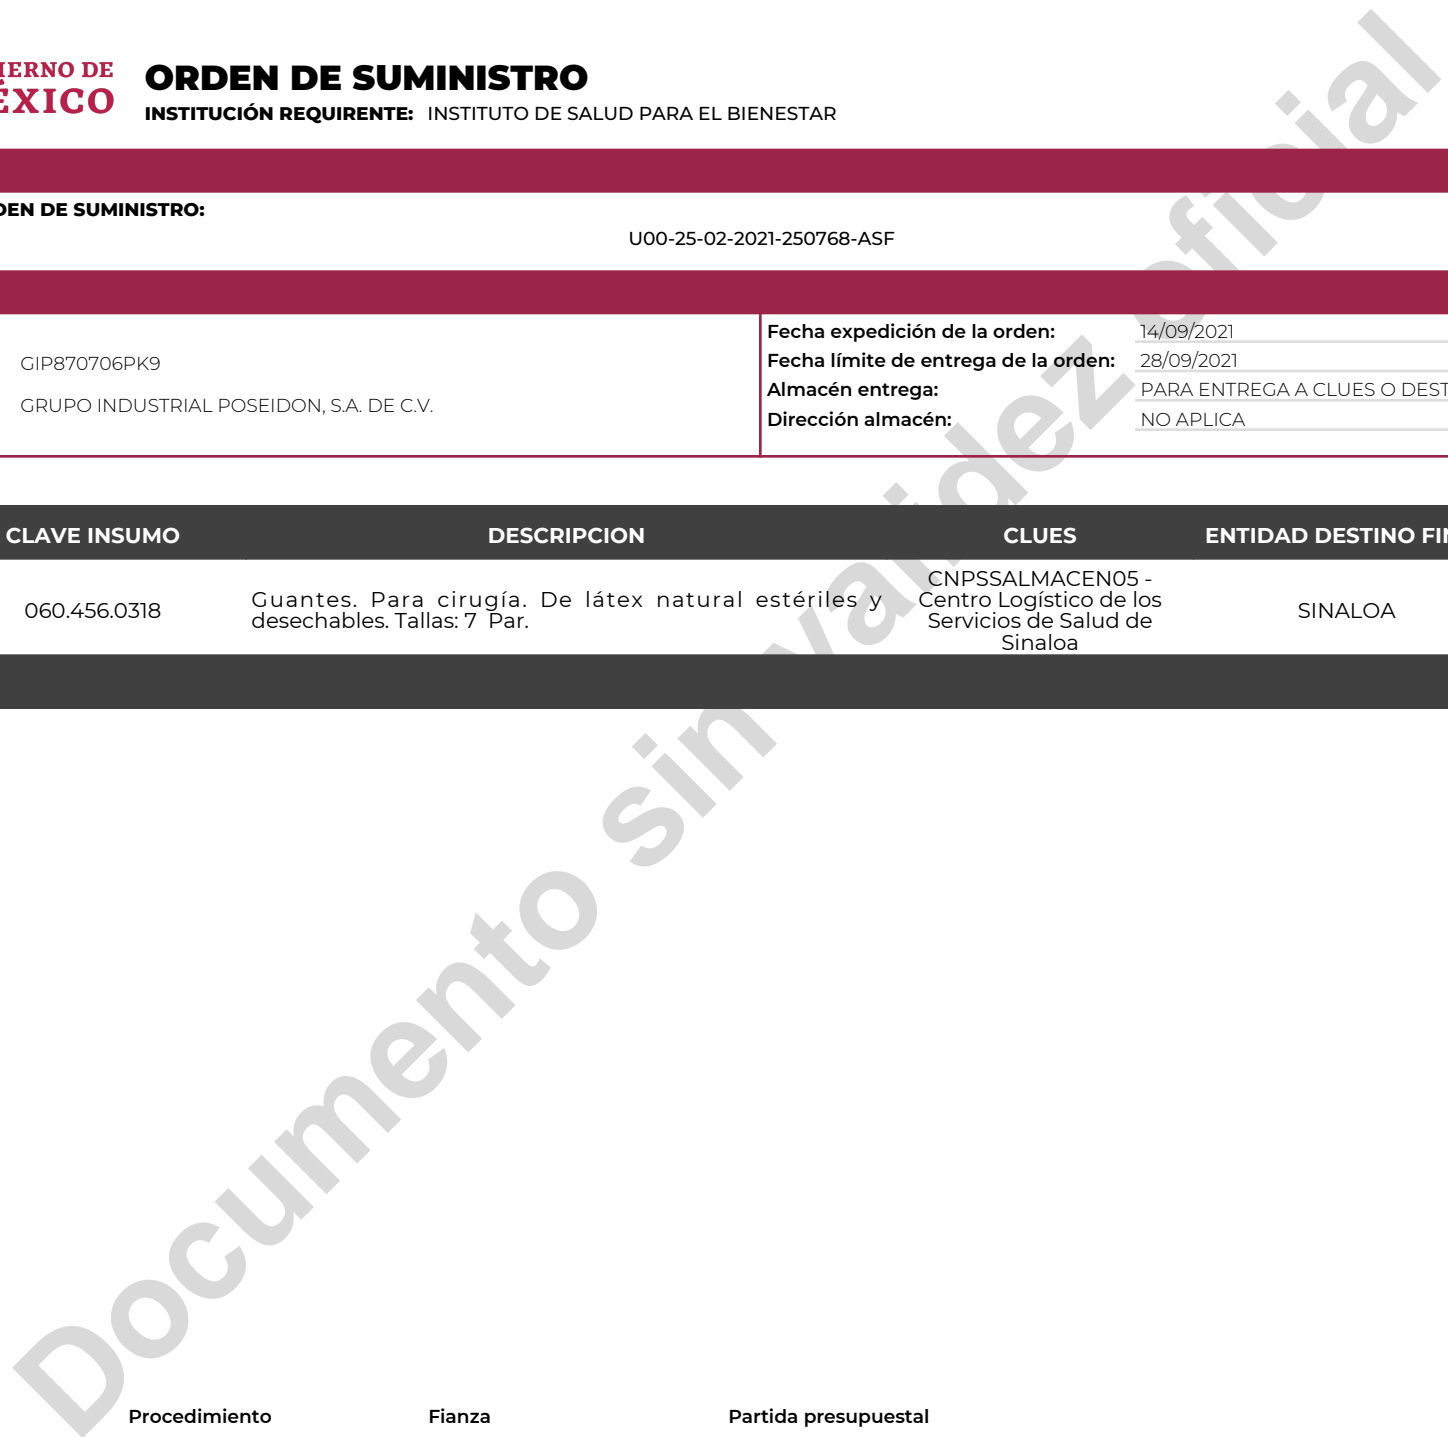 IERNO DE
ÉXICO
ORDEN DE SUMINISTRO
INSTITUCIÓN REQUIRENTE: INSTITUTO DE SALUD PARA EL BIENESTAR
DEN DE SUMINISTRO:
U00-25-02-2021-250768-ASF
GIP870706PK9
GRUPO INDUSTRIAL POSEIDON, S.A. DE C.V.
Fecha expedición de la orden: 14/09/2021
Fecha límite de entrega de la orden: 28/09/2021
Almacén entrega: PARA ENTREGA A CLUES O DEST
Dirección almacén: NO APLICA
CLAVE INSUMO DESCRIPCION CLUES ENTIDAD DESTINO FIN
060.456.0318
Guantes. Para cirugía. De látex natural estériles y
desechables. Tallas: 7 Par.
CNPSSALMACEN05 -
Centro Logístico de los
Servicios de Salud de
Sinaloa
SINALOA
Documento sin validez oficial
Procedimiento Fianza Partida presupuestal